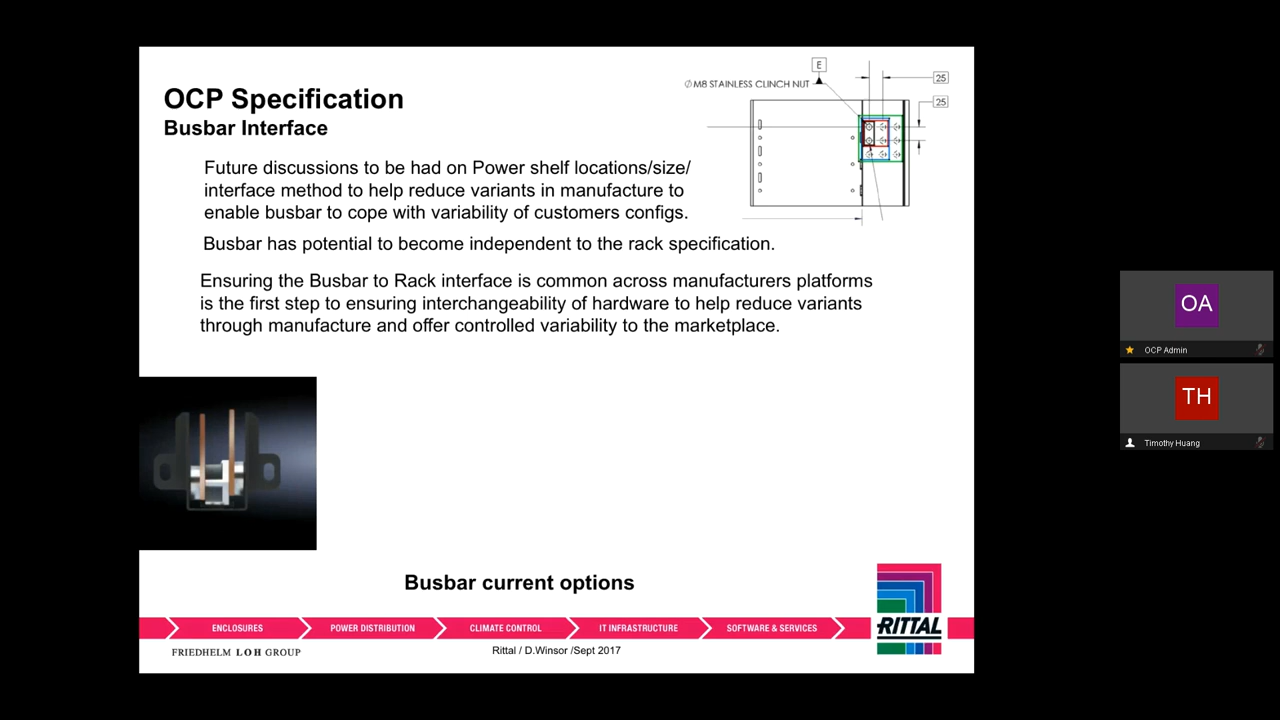 OCP Specification
Busbar Interface
E
25
∅ M8 STAINLESS CLINCH NUT
25
Future discussions to be had on Power shelf locations/size/
interface method to help reduce variants in manufacture to
enable busbar to cope with variability of customers configs.
Busbar has potential to become independent to the rack specification.
Ensuring the Busbar to Rack interface is common across manufacturers platforms
is the first step to ensuring interchangeability of hardware to help reduce variants
through manufacture and offer controlled variability to the marketplace.
Busbar current options
ENCLOSURES
POWER DISTRIBUTION
CLIMATE CONTROL
IT INFRASTRUCTURE
SOFTWARE & SERVICES
RITTAL
FRIEDHELM LOH GROUP
Rittal / D.Winsor /Sept 2017
OA
OCP Admin
TH
Timothy Huang